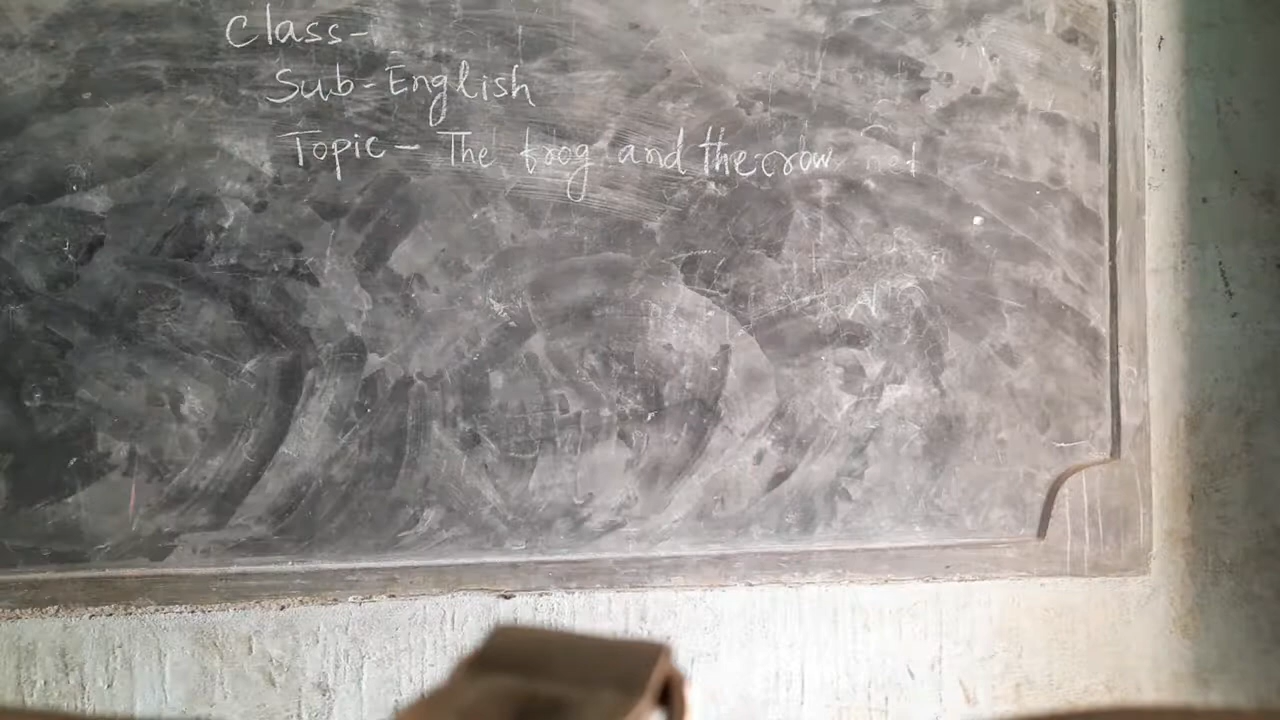 Class-
Sub-English
Topic- The frog and the crow